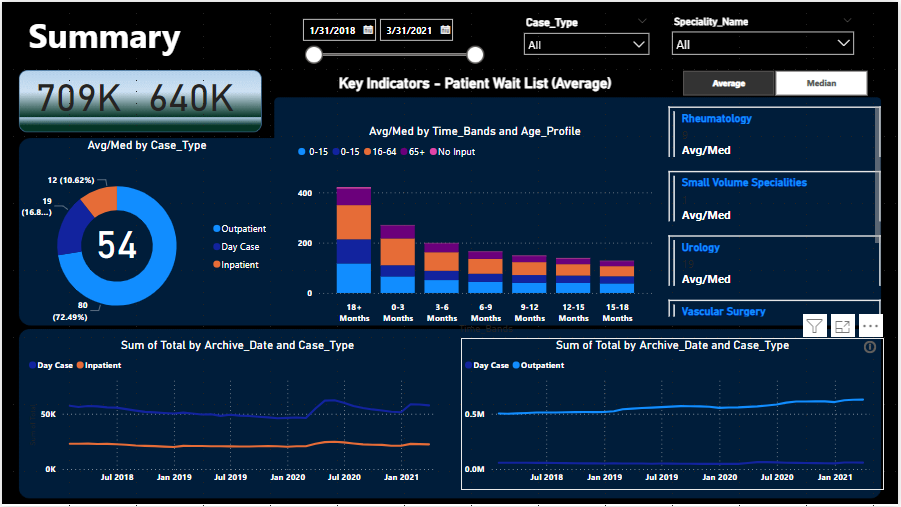 Summary
1/31/2018
3/31/2021
Case_Type
All
Speciality_Name
All
709K 640K
Key Indicators - Patient Wait List (Average)
Average
Median
Avg/Med by Case_Type
12 (10.62%)
19
(16.8...)
54
80
(72.49%)
Outpatient
Day Case
Inpatient
Avg/Med by Time_Bands and Age_Profile
0-15 0-15 16-64 65+ No Input
400
200
0
18+
Months
0-3
Months
3-6
Months
6-9
Months
9-12
Months
12-15
Months
15-18
Months
Time_Bands
Rheumatology
Avg/Med
Small Volume Specialities
Avg/Med
Urology
Avg/Med
Vascular Surgery
Sum of Total by Archive_Date and Case_Type
Day Case Inpatient
50K
0K
Jul 2018 Jan 2019 Jul 2019 Jan 2020 Jul 2020 Jan 2021
Sum of Total by Archive_Date and Case_Type
Day Case Outpatient
0.5M
0.0M
Jul 2018 Jan 2019 Jul 2019 Jan 2020 Jul 2020 Jan 2021